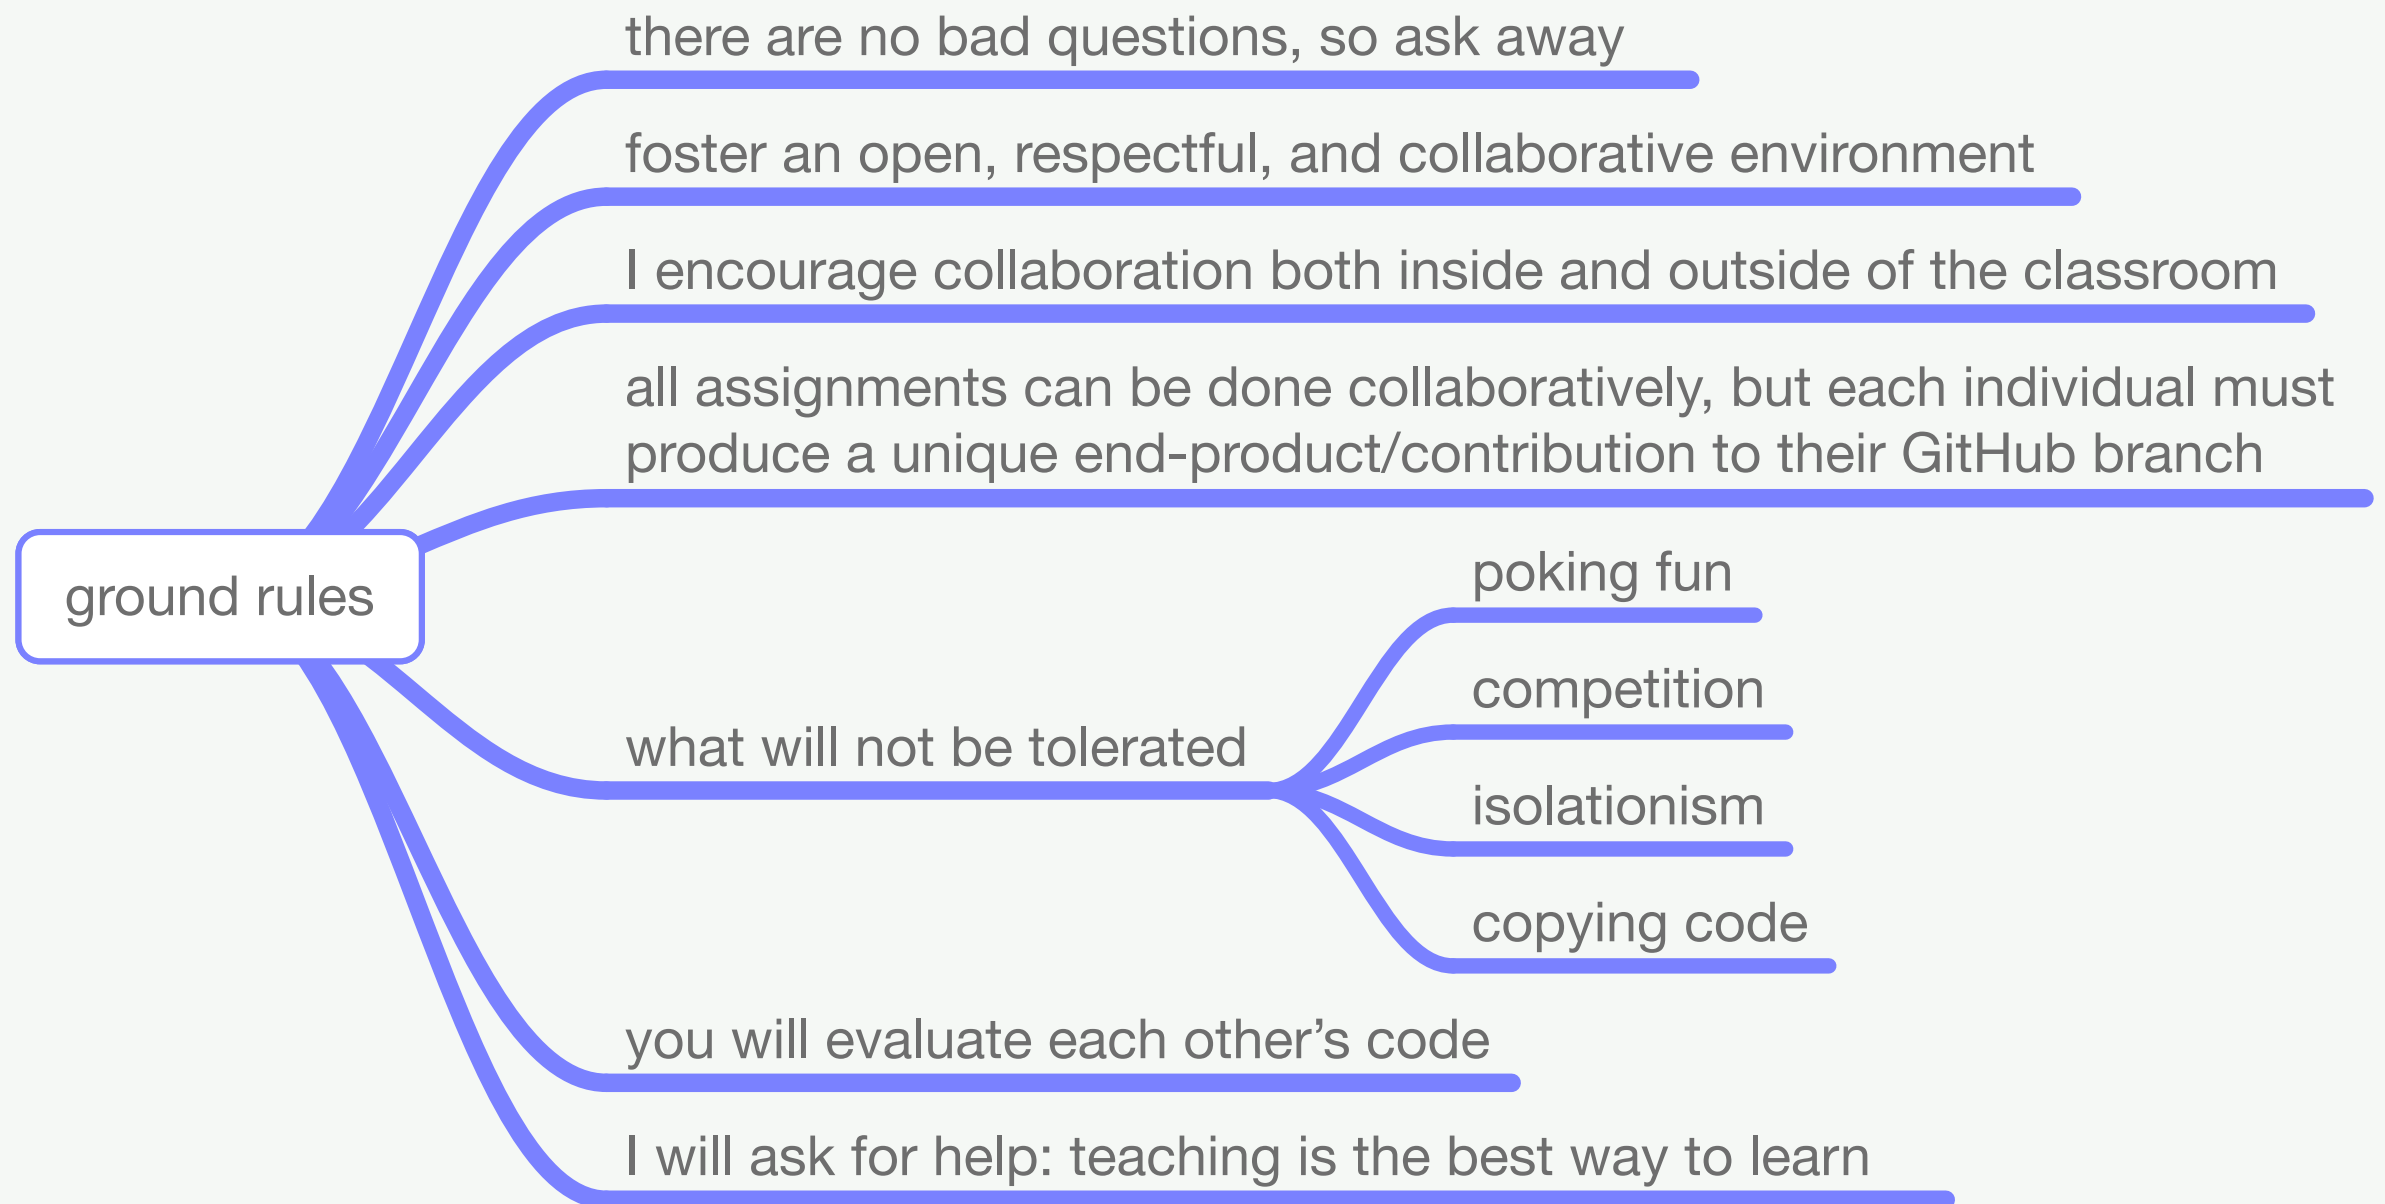 there are no bad questions, so ask away
foster an open, respectful, and collaborative environment
I encourage collaboration both inside and outside of the classroom
all assignments can be done collaboratively, but each individual must
produce a unique end-product/contribution to their GitHub branch
ground rules
what will not be tolerated
poking fun
competition
isolationism
copying code
you will evaluate each other’s code
I will ask for help: teaching is the best way to learn